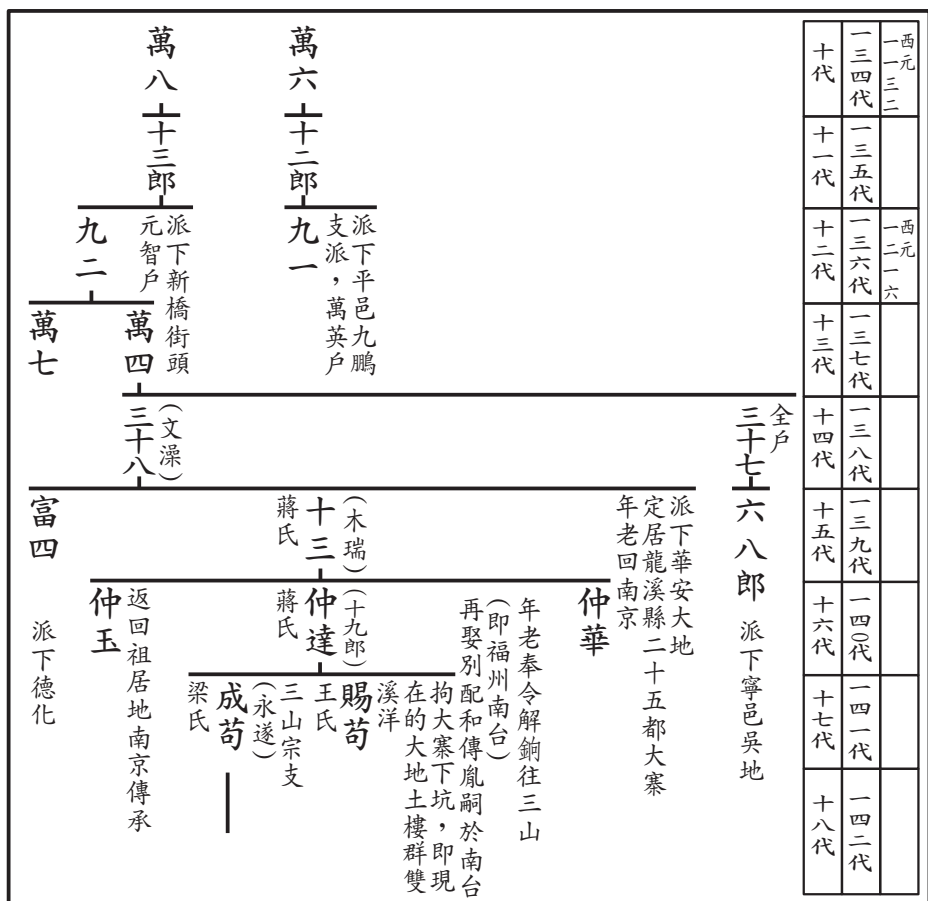 西元一一三二
一三四代
十代
一三五代
十一代
西元一二一六
一三六代
十二代
一三七代
十三代
一三八代
十四代
一三九代
十五代
一四○代
十六代
一四一代
十七代
一四二代
十八代
萬六
十二郎
九一
派下平邑九鵬
支派，萬英戶
萬八
十三郎
派下新橋街頭
元智戶
九二
萬四
萬七
全戶
三十七
六八郎
派下寧邑吳地
(文澡)
三十八
派下華安大地
定居龍溪縣二十五都大寨
年老回南京
(木瑞)
十三
蔣氏
富四
派下德化
仲華
年老奉令解餉往三山
(即福州南台)
再娶別配和傳胤嗣於南台
(十九郎)
仲達
蔣氏
返回祖居地南京傳承
仲玉
拘大寨下坑，即現
在的大地土樓群雙
溪洋
賜苟
王氏
三山宗支
(永遂)
成苟
梁氏